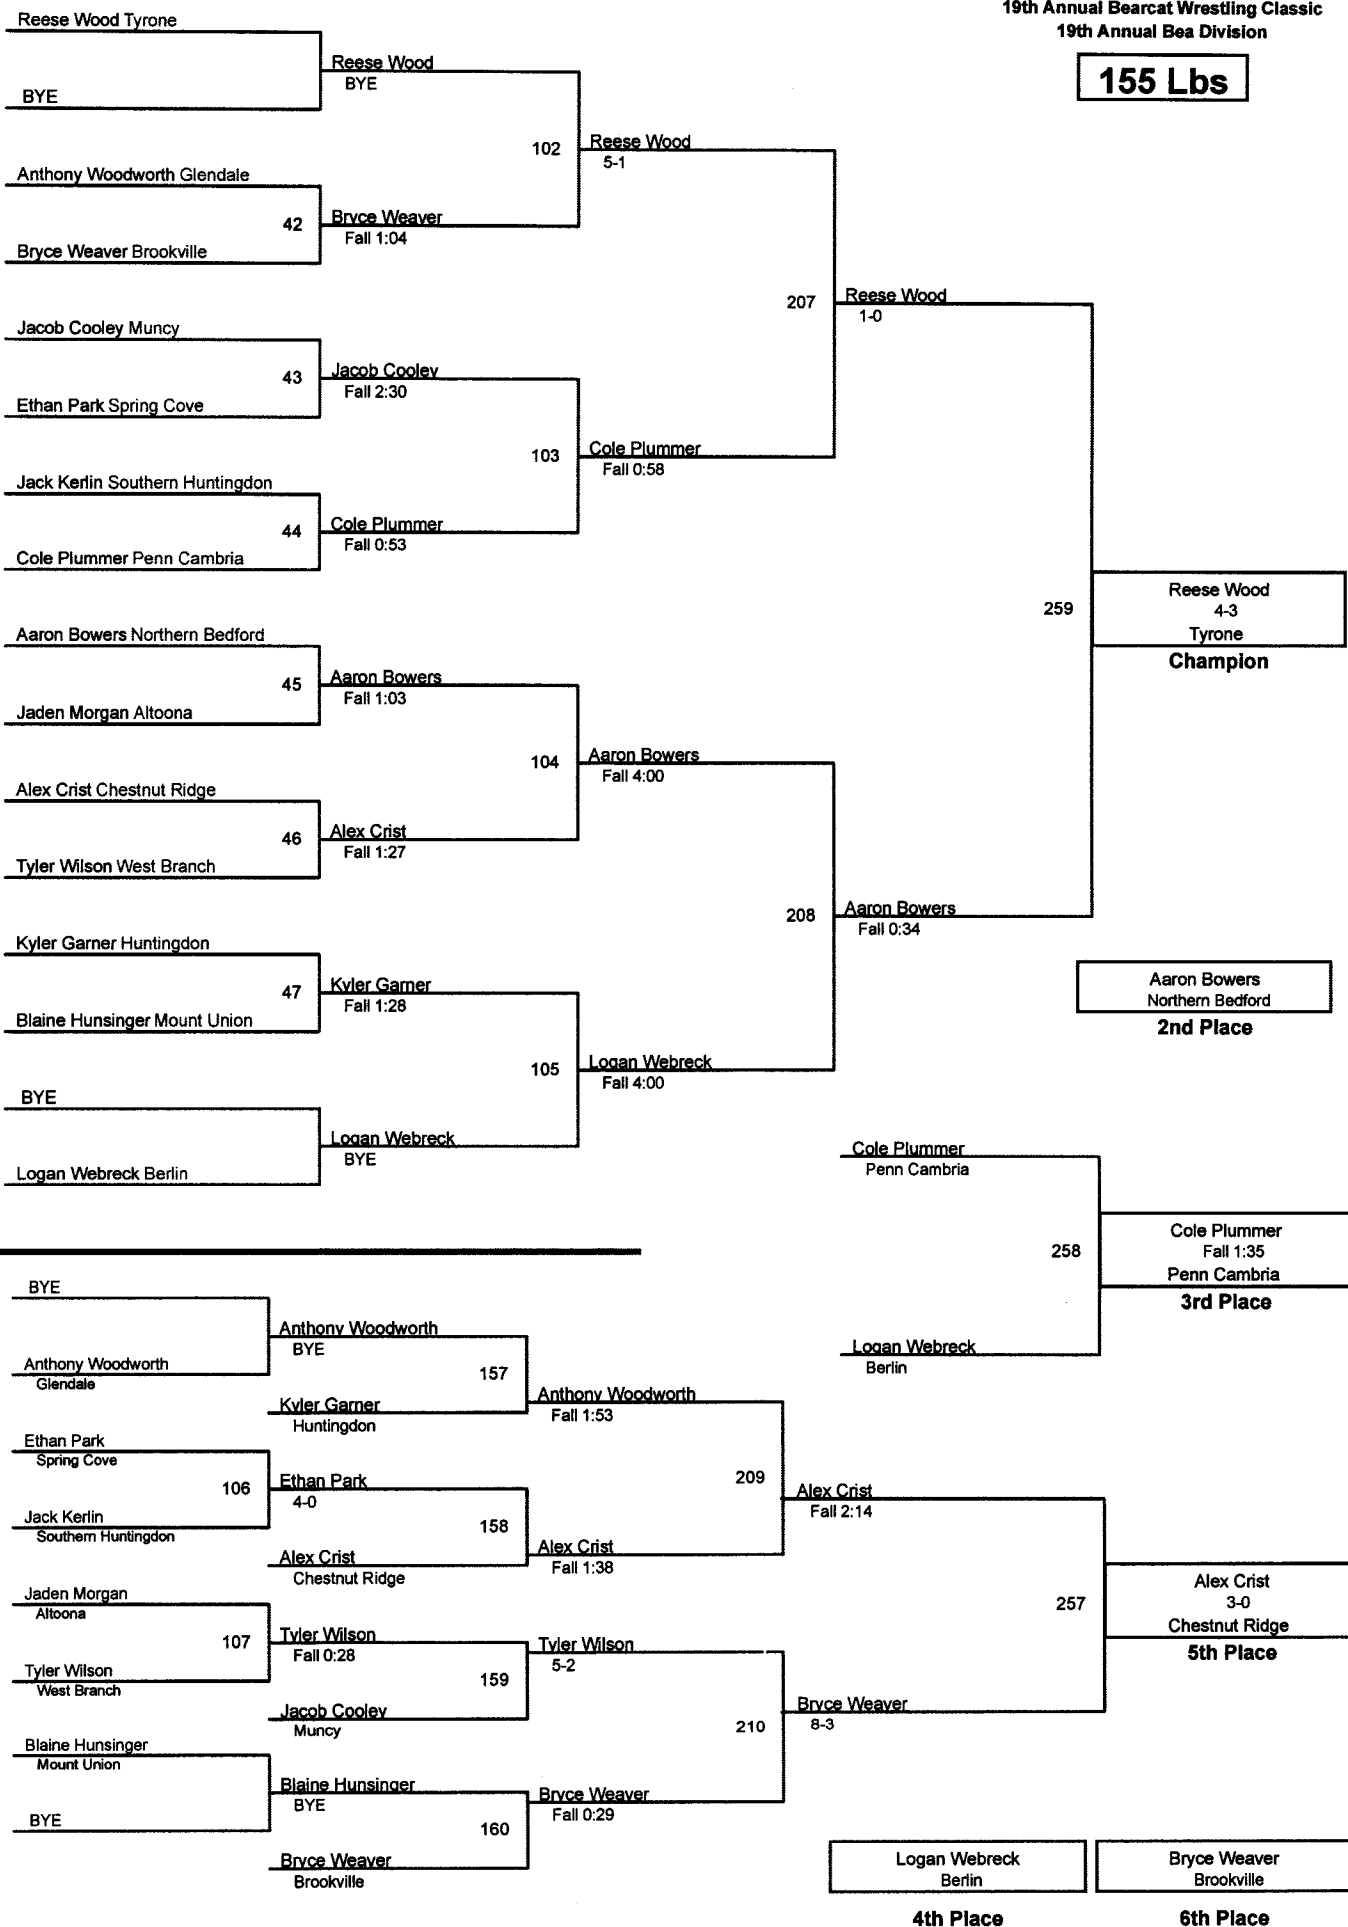 19th Annual Bearcat Wrestling Classic
19th Annual Bea Division
155 Lbs
Reese Wood Tyrone
Reese Wood
BYE
BYE
102
Reese Wood
5-1
Anthony Woodworth Glendale
42
Bryce Weaver
Fall 1:04
Bryce Weaver Brookville
207
Reese Wood
1-0
Jacob Cooley Muncy
43
Jacob Cooley
Fall 2:30
Ethan Park Spring Cove
103
Cole Plummer
Fall 0:58
Jack Kerlin Southern Huntingdon
44
Cole Plummer
Fall 0:53
Cole Plummer Penn Cambria
259
Reese Wood
4-3
Tyrone
Champion
Aaron Bowers Northern Bedford
45
Aaron Bowers
Fall 1:03
Jaden Morgan Altoona
104
Aaron Bowers
Fall 4:00
Alex Crist Chestnut Ridge
46
Alex Crist
Fall 1:27
Tyler Wilson West Branch
208
Aaron Bowers
Fall 0:34
Kyler Garner Huntingdon
47
Kyler Garner
Fall 1:28
Blaine Hunsinger Mount Union
Aaron Bowers
Northern Bedford
2nd Place
105
Logan Webreck
Fall 4:00
BYE
Logan Webreck
BYE
Logan Webreck Berlin
Cole Plummer
Penn Cambria
258
Cole Plummer
Fall 1:35
Penn Cambria
3rd Place
Logan Webreck
Berlin
BYE
Anthony Woodworth
BYE
Anthony Woodworth
Glendale
157
Anthony Woodworth
Fall 1:53
Kyler Garner
Huntingdon
Ethan Park
Spring Cove
106
Ethan Park
4-0
Jack Kerlin
Southern Huntingdon
209
Alex Crist
Fall 2:14
158
Alex Crist
Fall 1:38
Alex Crist
Chestnut Ridge
Jaden Morgan
Altoona
107
Tyler Wilson
Fall 0:28
Tyler Wilson
West Branch
257
Alex Crist
3-0
Chestnut Ridge
5th Place
159
Tyler Wilson
5-2
Jacob Cooley
Muncy
210
Bryce Weaver
8-3
Blaine Hunsinger
Mount Union
Blaine Hunsinger
BYE
BYE
160
Bryce Weaver
Fall 0:29
Bryce Weaver
Brookville
Logan Webreck
Berlin
4th Place
Bryce Weaver
Brookville
6th Place